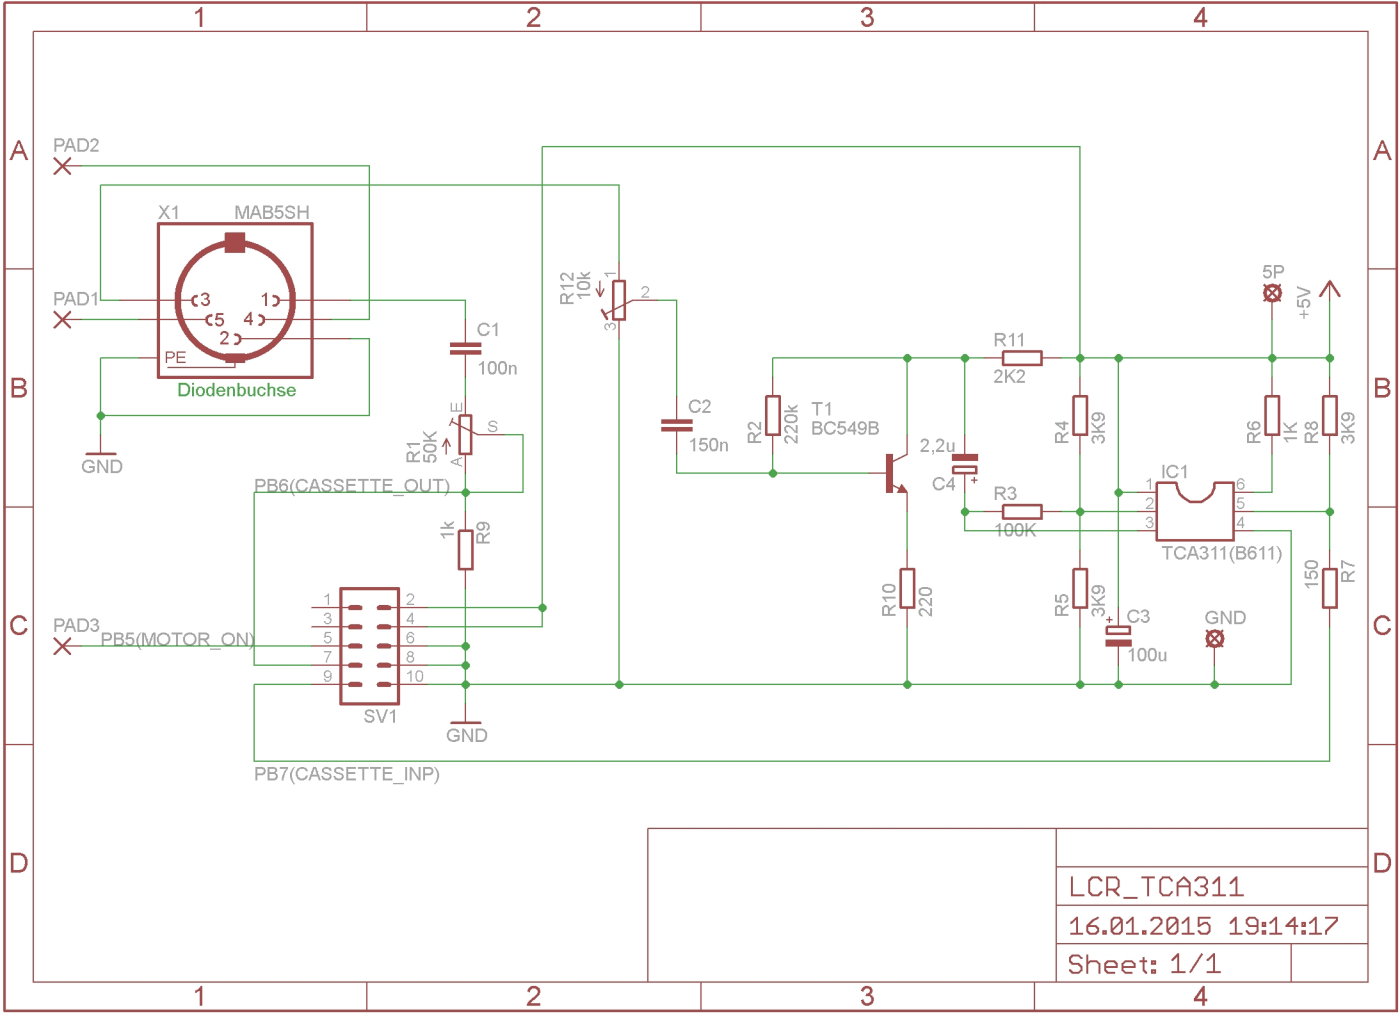 1 2 3 4
A A
PAD2
X1 MAB5SH
5P
PAD1
R12
10k
1
2
3
+5V
3 1
5 4
2
PE
C1
100n
R11
2K2
B B
Diodenbuchse
E
S
A
R1
50K
C2
150n
R2
220k
T1
BC549B
2,2u
C4
+
R4
3K9
R6
1K
R8
3K9
GND
IC1
PB6(CASSETTE_OUT)
R3
100K
1 6
2 5
3 4
TCA311(B611)
1k
R9
R10
220
R5
3K9
150
R7
1 2
3 4
5 6
7 8
9 10
+
C3
100u
GND
C C
PAD3
PB5(MOTOR_ON)
SV1
GND
PB7(CASSETTE_INP)
D D
LCR_TCA311
16.01.2015 19:14:17
Sheet: 1/1
1 2 3 4